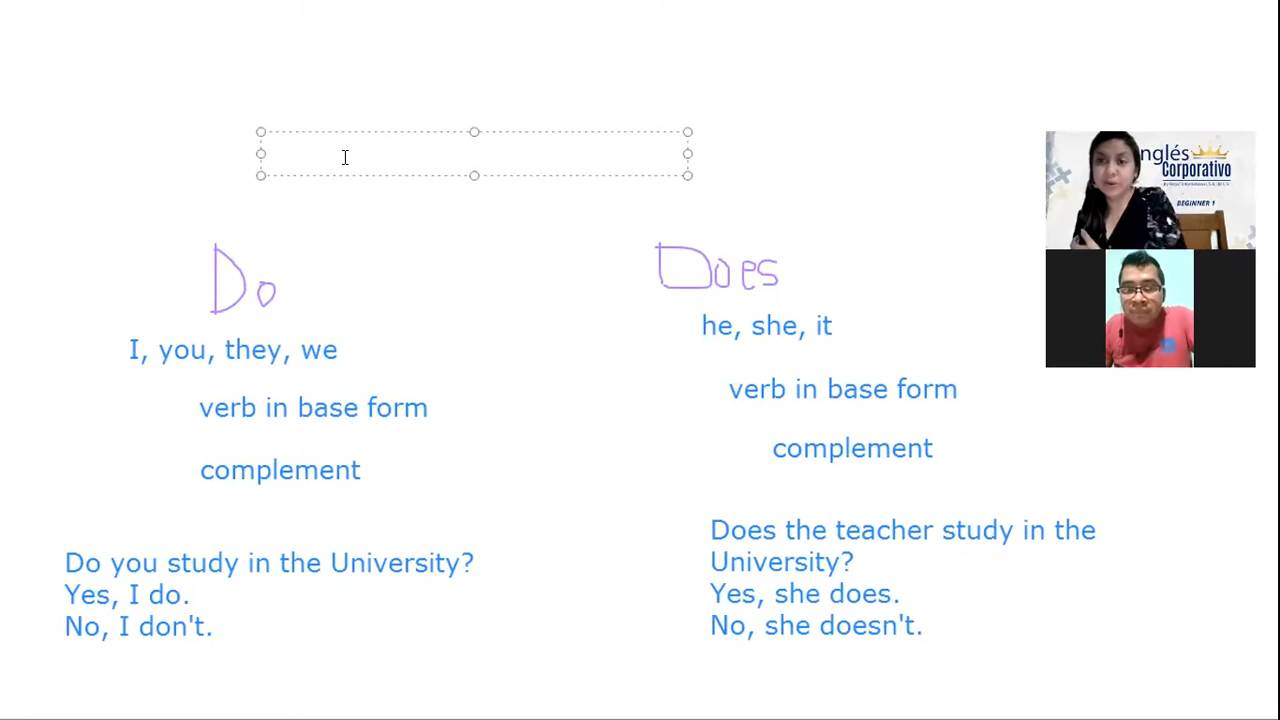 Do
I, you, they, we
verb in base form
complement
Do you study in the University?
Yes, I do.
No, I don't.
Does
he, she, it
verb in base form
complement
Does the teacher study in the
University?
Yes, she does.
No, she doesn't.
nglés
Corporativo
BEGINNER 1